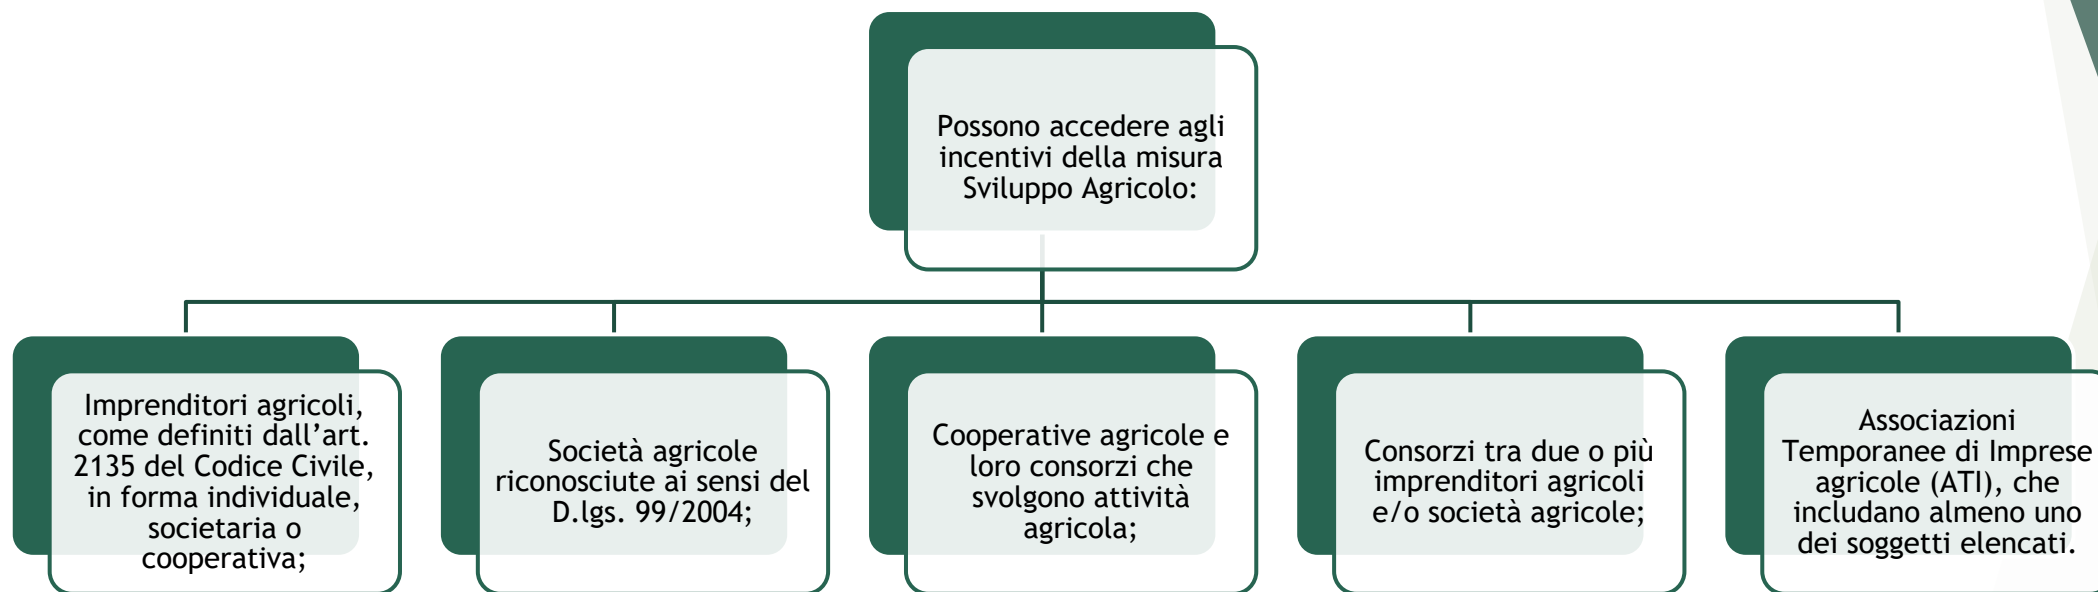 Possono accedere agli
incentivi della misura
Sviluppo Agricolo:
Imprenditori agricoli,
come definiti dall’art.
2135 del Codice Civile,
in forma individuale,
societaria o
cooperativa;
Società agricole
riconosciute ai sensi del
D.lgs. 99/2004;
Cooperative agricole e
loro consorzi che
svolgono attività
agricola;
Consorzi tra due o più
imprenditori agricoli
e/o società agricole;
Associazioni
Temporanee di Imprese
agricole (ATI), che
includano almeno uno
dei soggetti elencati.